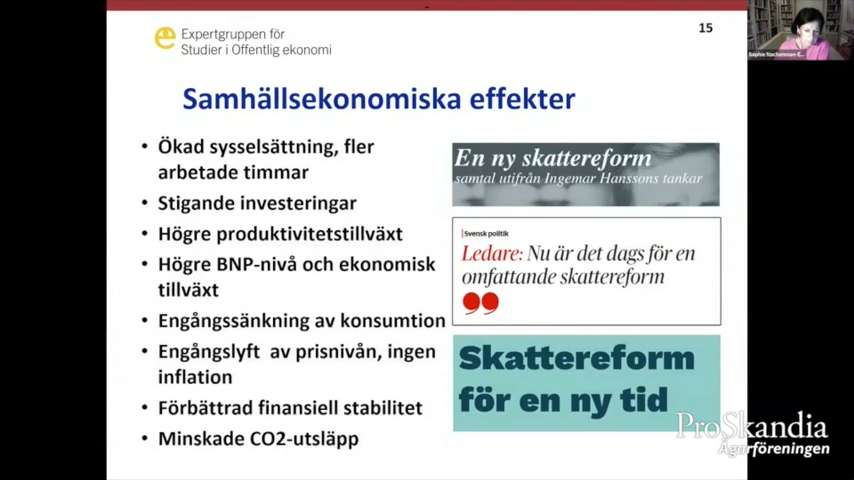 Expertgruppen för
Studier i Offentlig ekonomi
15
Samhällsekonomiska effekter
• Ökad sysselsättning, fler
arbetade timmar
• Stigande investeringar
• Högre produktivitetstillväxt
• Högre BNP-nivå och ekonomisk
tillväxt
• Engångssänkning av konsumtion
• Engångslyft av prisnivån, ingen
inflation
• Förbättrad finansiell stabilitet
• Minskade CO2-utsläpp
En ny skattereform
samtal utifrån Ingemar Hanssons tankar
Svensk politik
Ledare: Nu är det dags för en
omfattande skattereform
Skattereform
för en ny tid
ProSkandia
Ägarföreningen